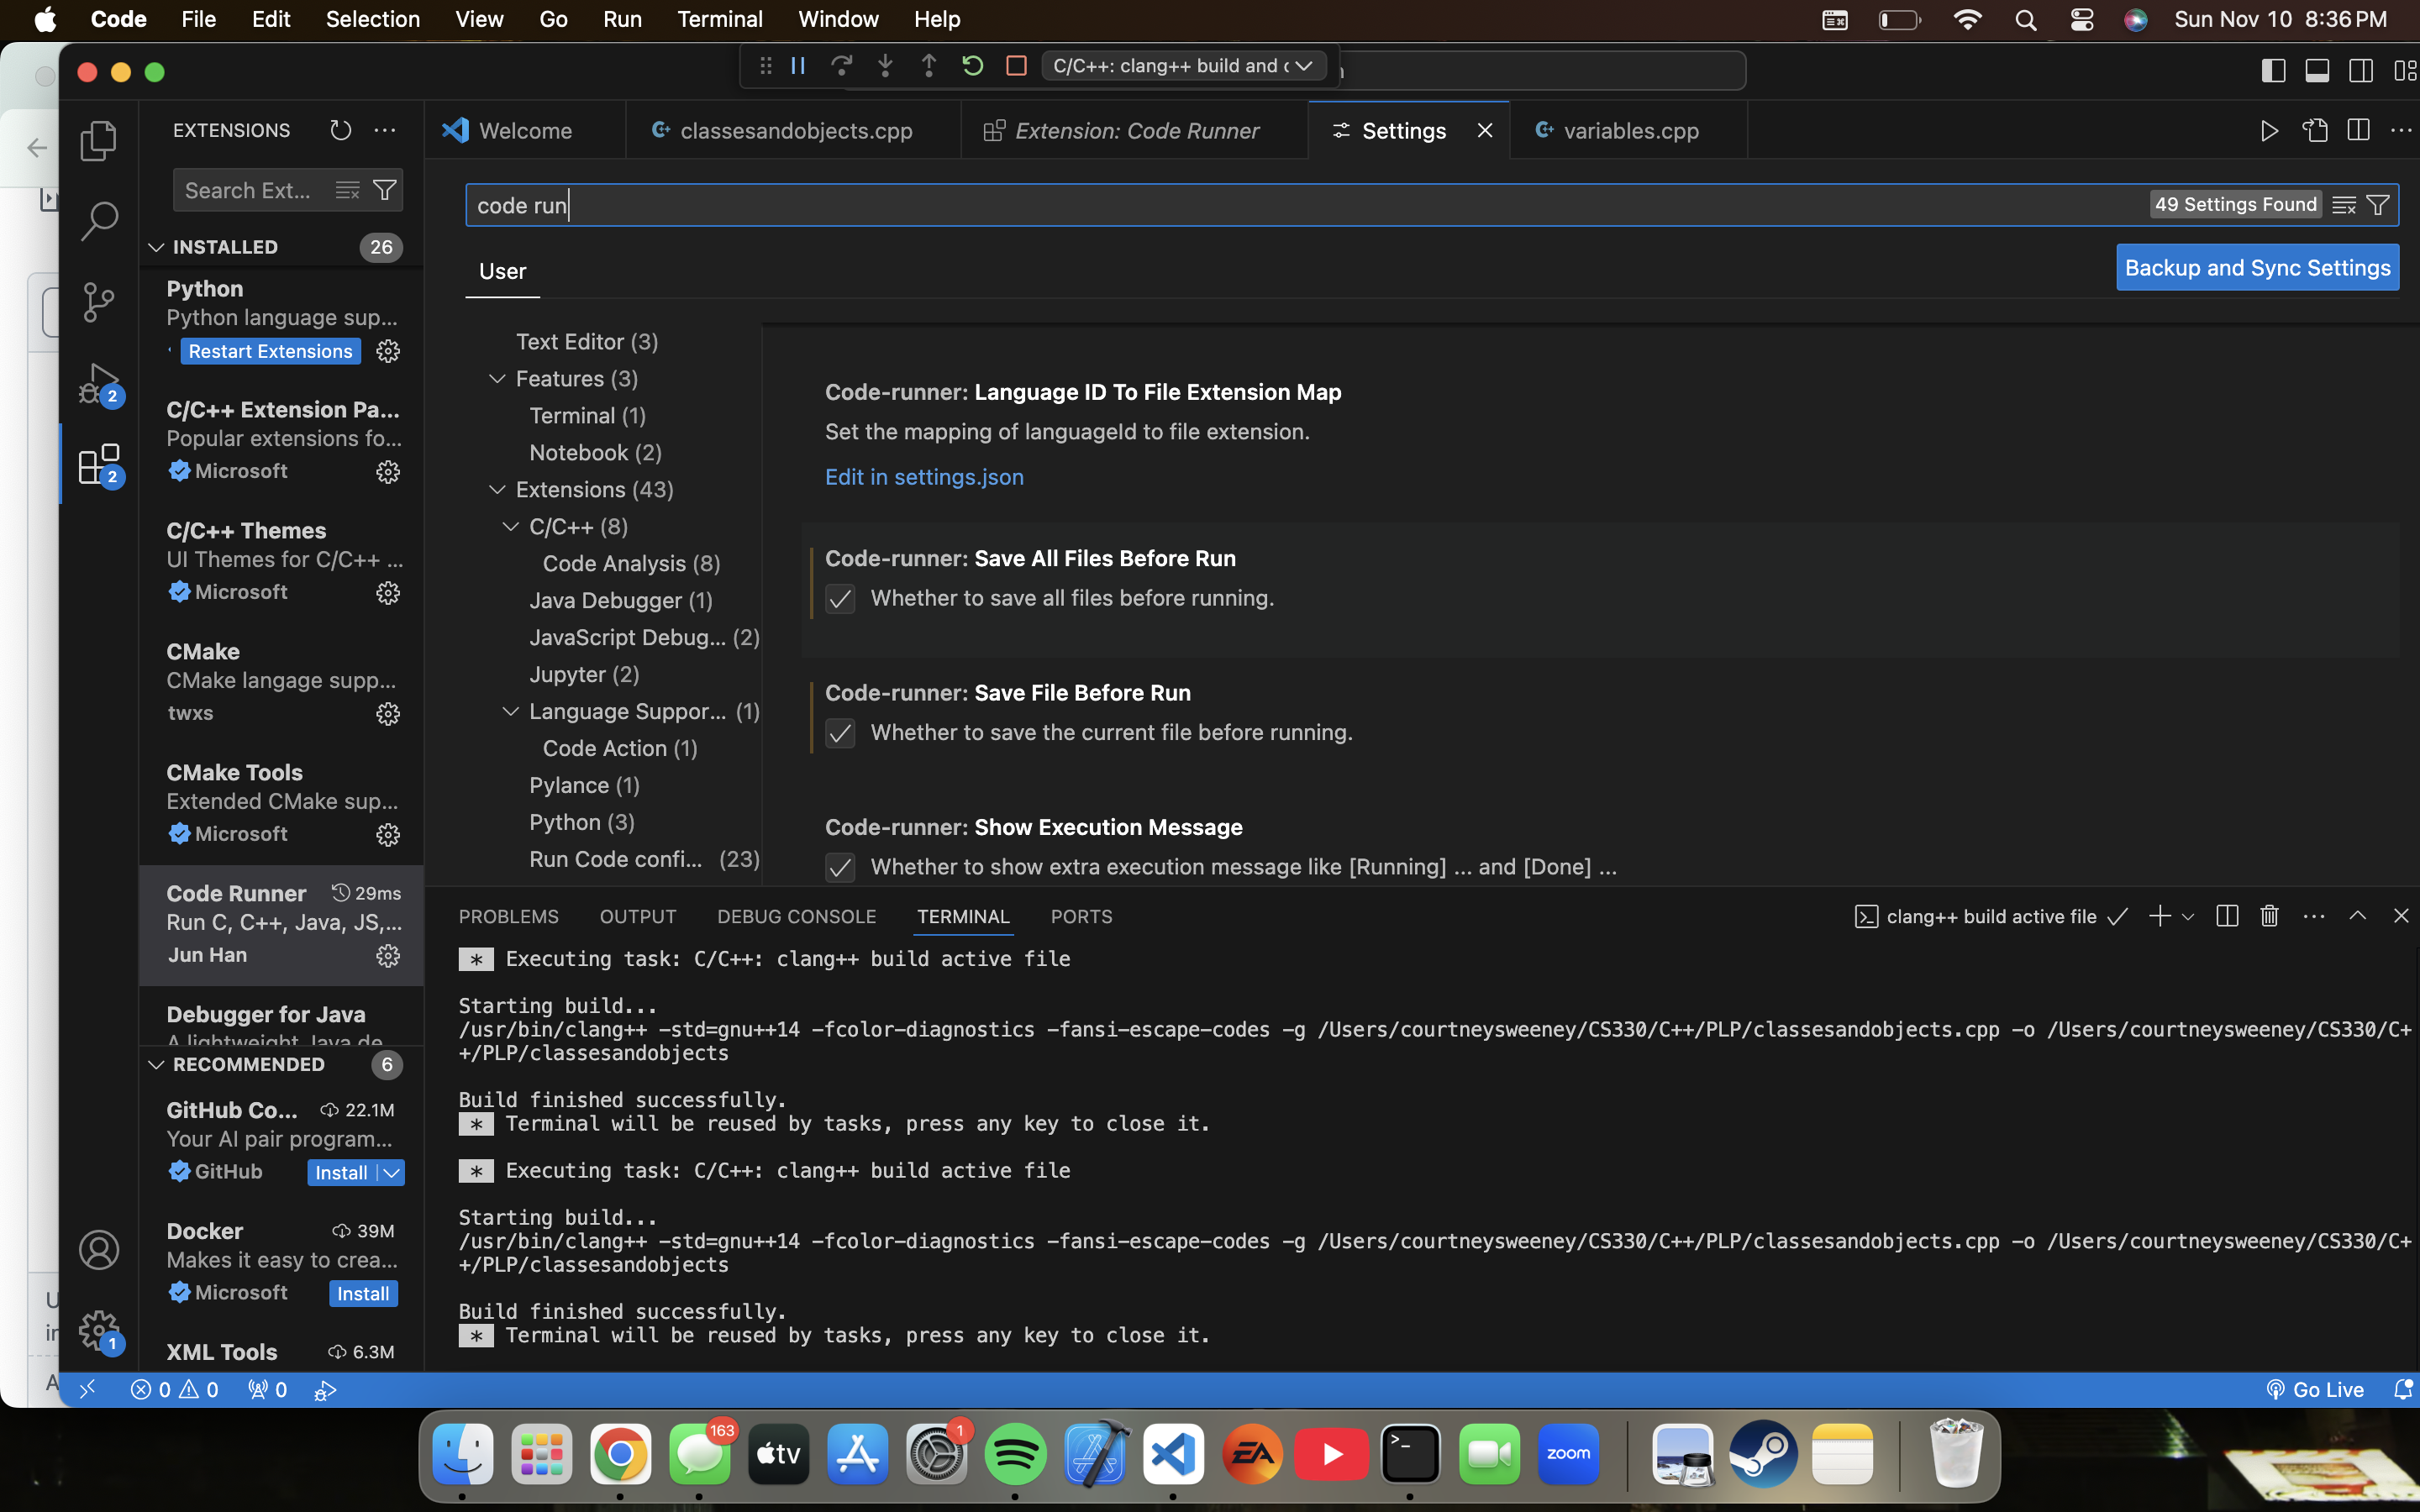 Code File Edit Selection View Go Run Terminal Window Help
Sun Nov 10 8:36 PM
C/C++: clang++ build and
EXTENSIONS
Welcome
classesandobjects.cpp
Extension: Code Runner
Settings
variables.cpp
Search Ext...
code run
49 Settings Found
INSTALLED 26
User
Backup and Sync Settings
Python
Python language sup...
Restart Extensions
C/C++ Extension Pa...
Popular extensions fo...
Microsoft
C/C++ Themes
UI Themes for C/C++ ...
Microsoft
CMake
CMake langage supp...
twxs
CMake Tools
Extended CMake sup...
Microsoft
Code Runner 29ms
Run C, C++, Java, JS,...
Jun Han
Debugger for Java
A lightweight Java de
RECOMMENDED 6
GitHub Co... 22.1M
Your AI pair program...
GitHub
Install
Docker 39M
Makes it easy to crea...
Microsoft
Install
XML Tools 6.3M
2
2
1
Text Editor (3)
Features (3)
Terminal (1)
Notebook (2)
Extensions (43)
C/C++ (8)
Code Analysis (8)
Java Debugger (1)
JavaScript Debug... (2)
Jupyter (2)
Language Suppor... (1)
Code Action (1)
Pylance (1)
Python (3)
Run Code confi... (23)
Code-runner: Language ID To File Extension Map
Set the mapping of languageId to file extension.
Edit in settings.json
Code-runner: Save All Files Before Run
Whether to save all files before running.
Code-runner: Save File Before Run
Whether to save the current file before running.
Code-runner: Show Execution Message
Whether to show extra execution message like [Running] ... and [Done] ...
PROBLEMS OUTPUT DEBUG CONSOLE TERMINAL PORTS
clang++ build active file
* Executing task: C/C++: clang++ build active file
Starting build...
/usr/bin/clang++ -std=gnu++14 -fcolor-diagnostics -fansi-escape-codes -g /Users/courtneysweeney/CS330/C++/PLP/classesandobjects.cpp -o /Users/courtneysweeney/CS330/C+
+/PLP/classesandobjects
Build finished successfully.
* Terminal will be reused by tasks, press any key to close it.
* Executing task: C/C++: clang++ build active file
Starting build...
/usr/bin/clang++ -std=gnu++14 -fcolor-diagnostics -fansi-escape-codes -g /Users/courtneysweeney/CS330/C++/PLP/classesandobjects.cpp -o /Users/courtneysweeney/CS330/C+
+/PLP/classesandobjects
Build finished successfully.
* Terminal will be reused by tasks, press any key to close it.
0 0 0
Go Live
163
tv
1
EA
zoom